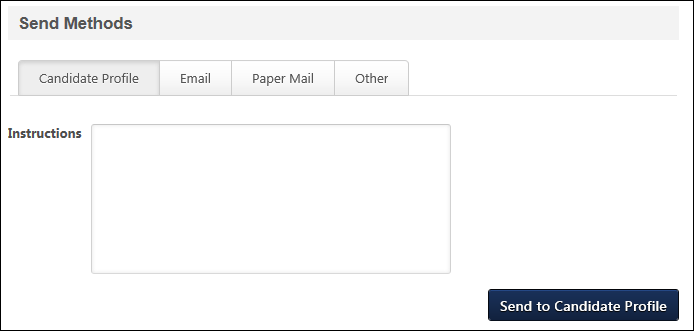 Send Methods
Candidate Profile Email Paper Mail Other
Instructions
Send to Candidate Profile